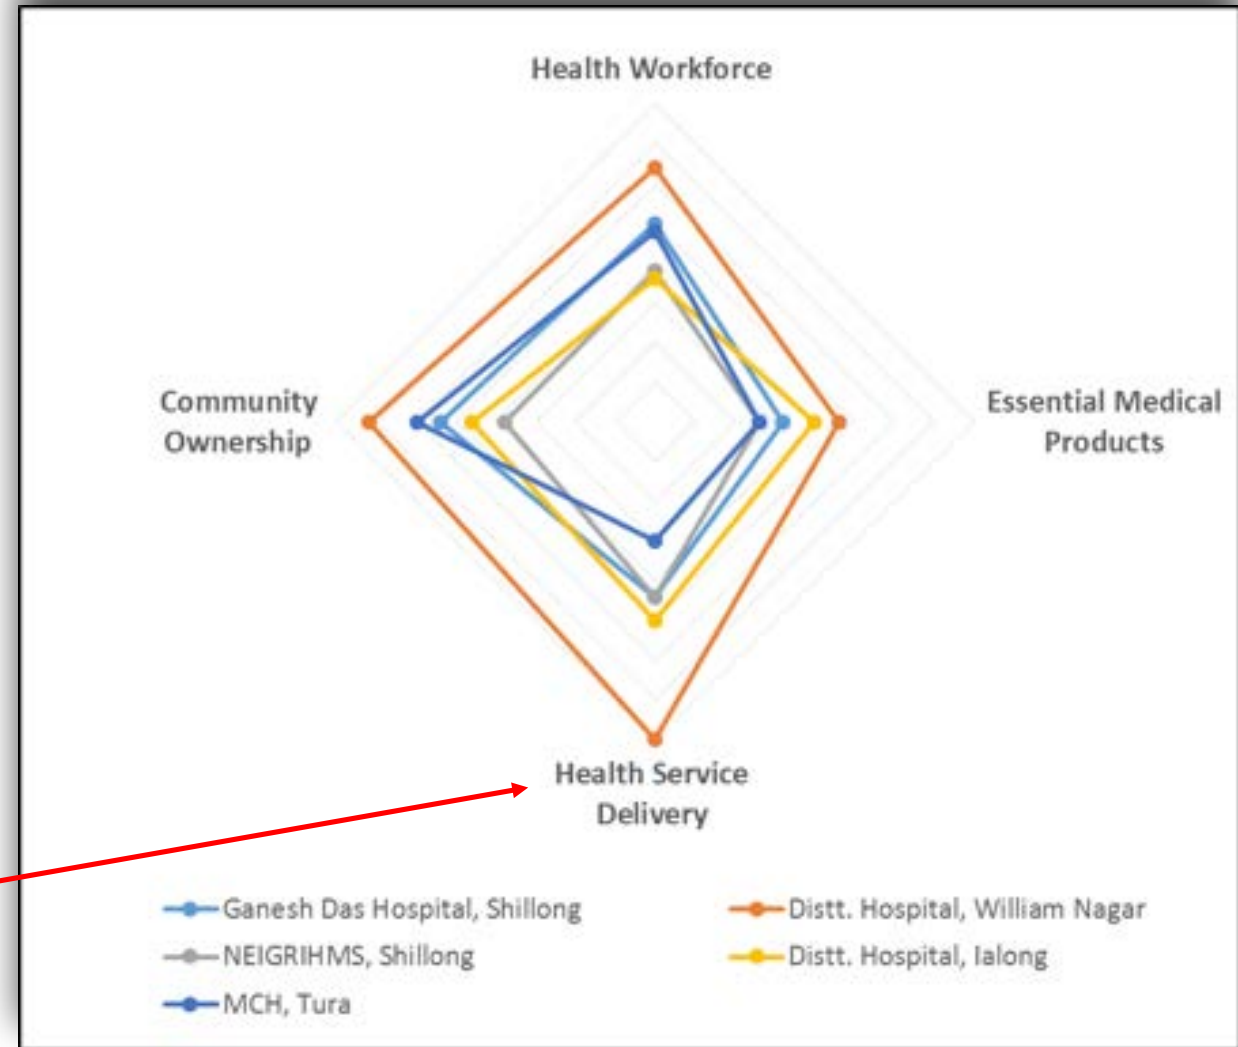 Health Workforce
Community
Ownership
Essential Medical
Products
Health Service
Delivery
Ganesh Das Hospital, Shillong
Distt. Hospital, William Nagar
NEIGRIHMS, Shillong
Distt. Hospital, Ialong
MCH, Tura